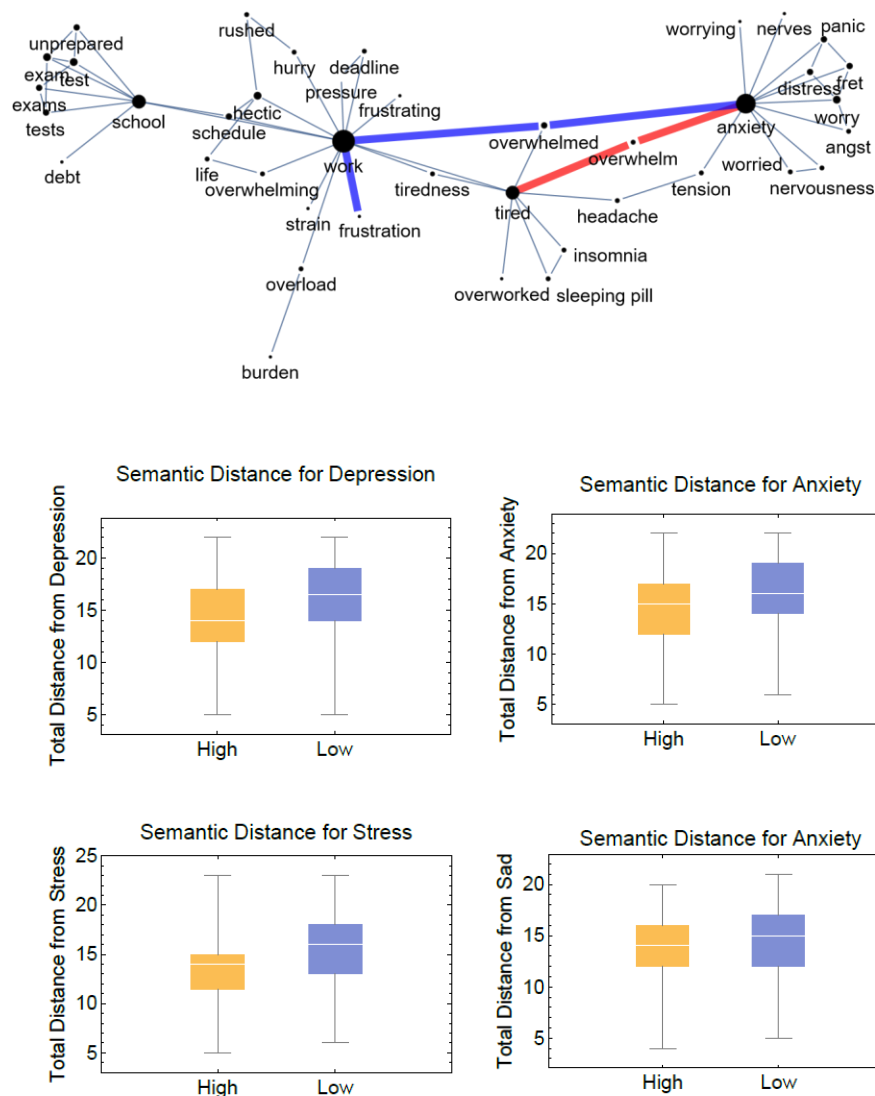 worrying
nerves
panic
rushed
unprepared
hurry
deadline
exam
test
pressure
distress
fret
exams
hectic
frustrating
tests
school
schedule
anxiety
worry
work
overwhelmed
angst
overwhelm
debt
life
overwhelming
tiredness
worried
tension
nervousness
tired
headache
strain
frustration
insomnia
overload
overworked
sleeping pill
burden
Semantic Distance for Depression
Total Distance from Depression
20
15
10
5
High
Low
Semantic Distance for Anxiety
Total Distance from Anxiety
20
15
10
5
High
Low
Semantic Distance for Stress
Total Distance from Stress
25
20
15
10
5
High
Low
Semantic Distance for Anxiety
Total Distance from Sad
20
15
10
5
High
Low